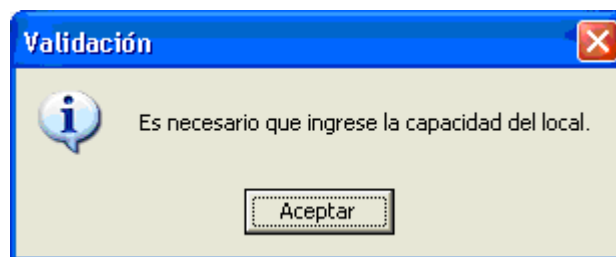 Validación
Es necesario que ingrese la capacidad del local.
Aceptar